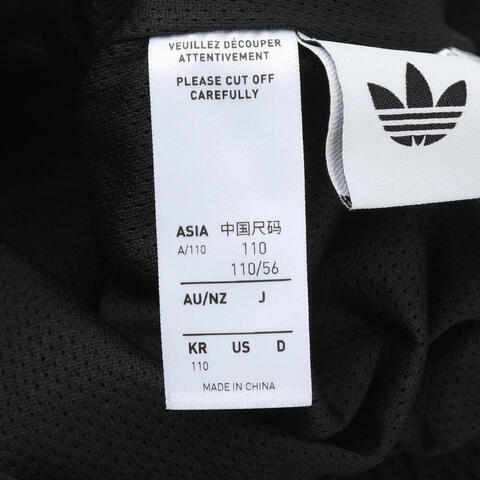 VEUILLEZ DÉCOUPER
ATTENTIVEMENT
PLEASE CUT OFF
CAREFULLY
ASIA 中国尺码
A/110 110
110/56
AU/NZ J
KR US D
110
MADE IN CHINA